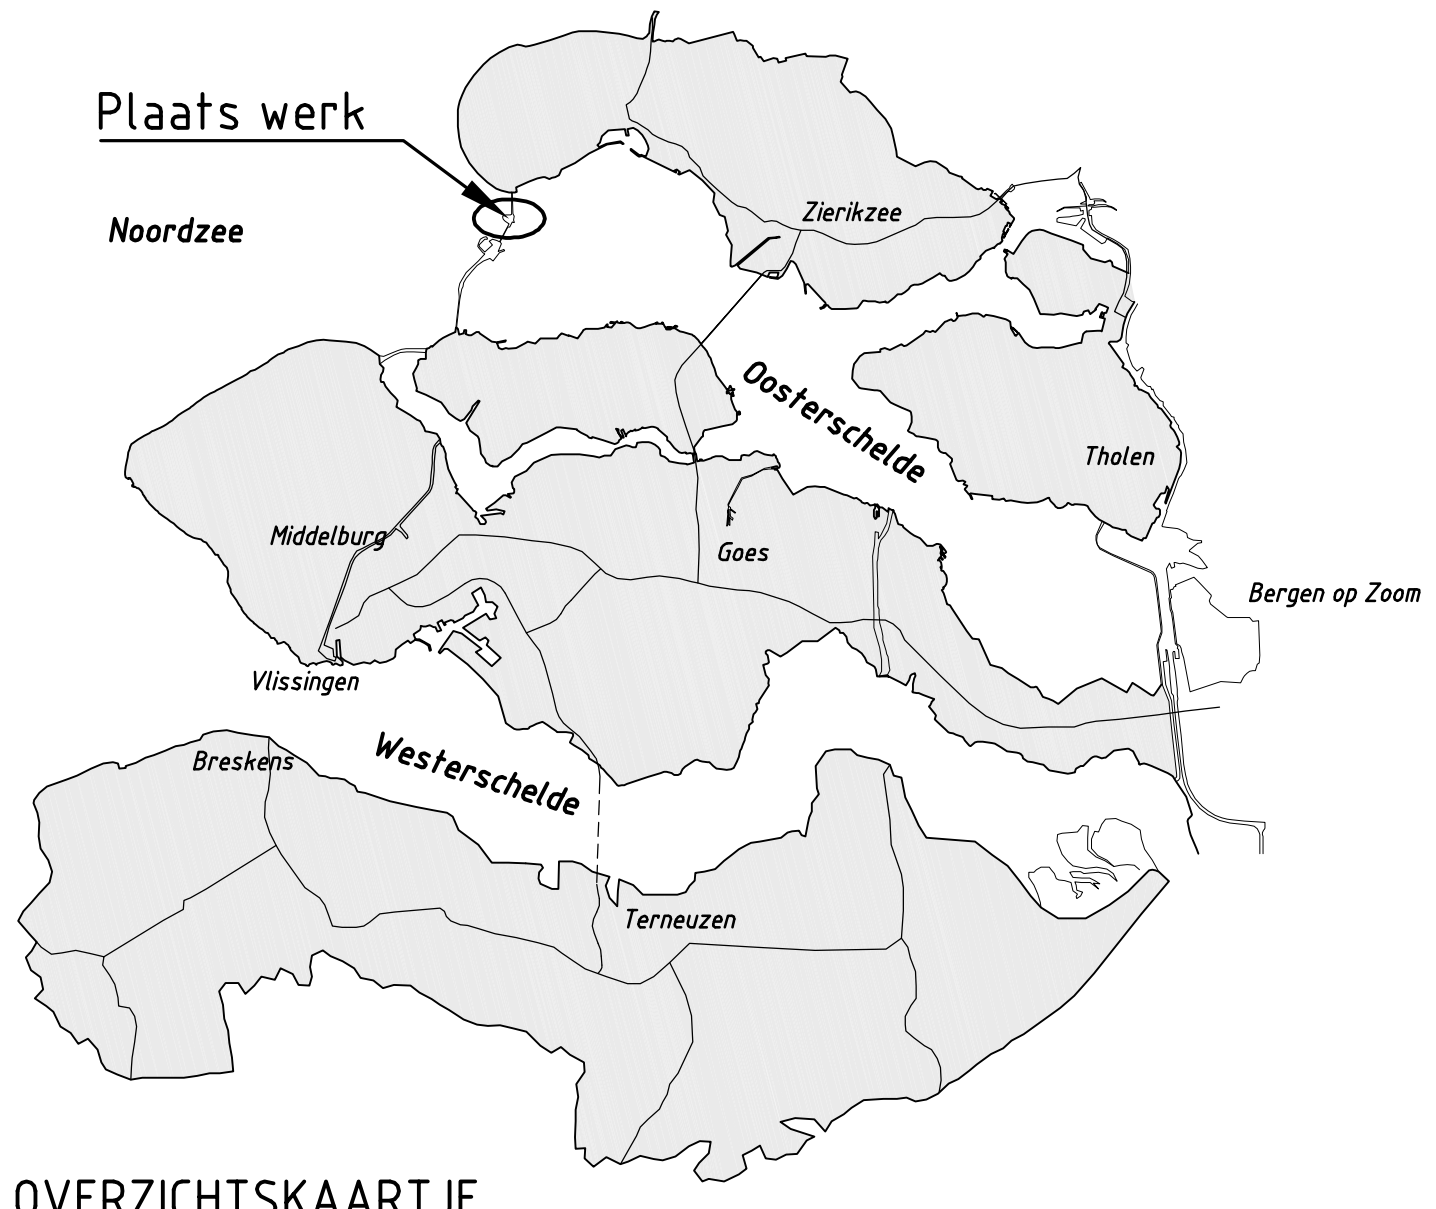 Plaats werk
Noordzee
Zierikzee
Oosterschelde
Tholen
Middelburg
Goes
Bergen op Zoom
Vlissingen
Westerschelde
Breskens
Terneuzen
OVERZICHTSKAARTJE